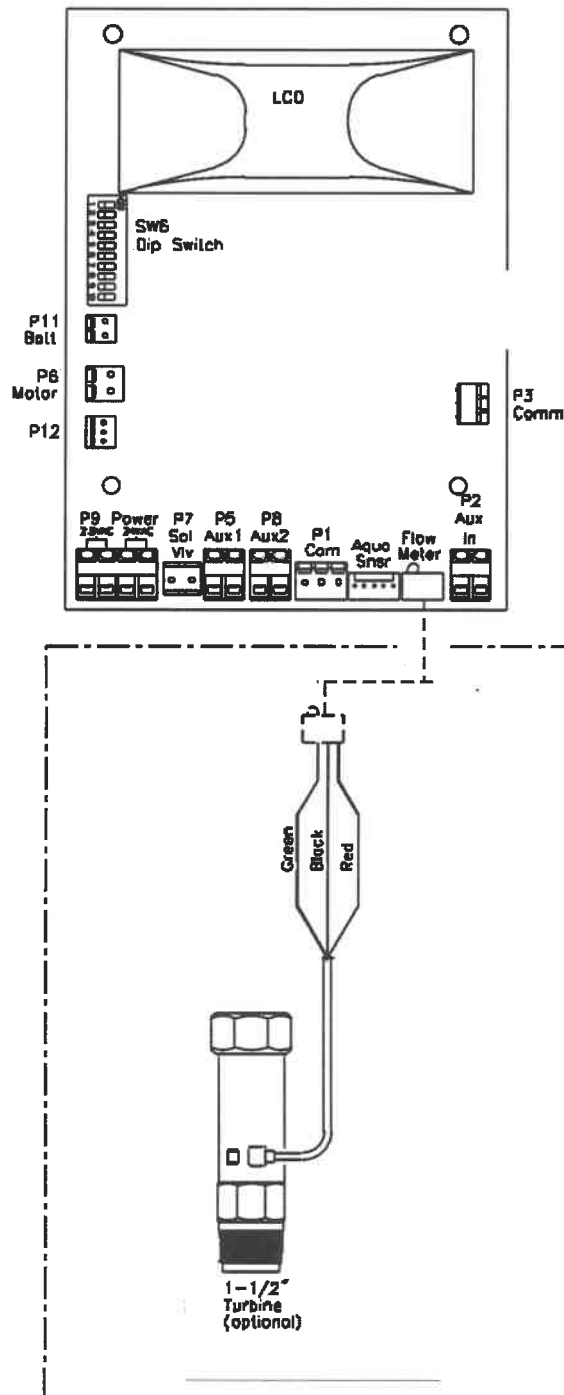 LCD
SW6
Dip Switch
P11
Batt
P6
Motor
P12
P3
Comm
P9 Power
24VAC
P7
Sol
Vlv
P5
Aux1
P8
Aux2
P1
Com
Aqua
Snsr
Flow
Meter
P2
Aux
In
Green
Black
Red
1-1/2"
Turbine
(optional)